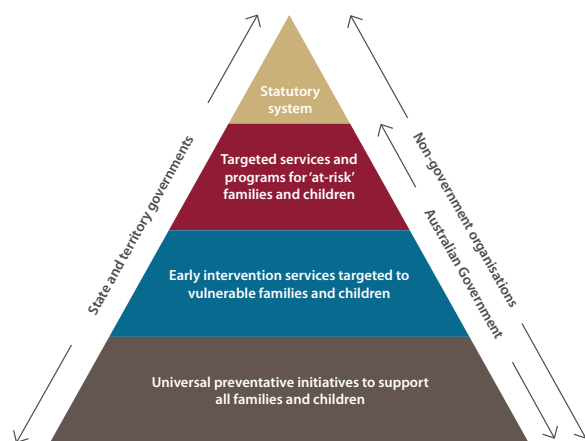 Statutory
system
Targeted services and
programs for ‘at-risk’
families and children
Early intervention services targeted to
vulnerable families and children
Universal preventative initiatives to support
all families and children
State and territory governments
Non-government organisations
Australian Government